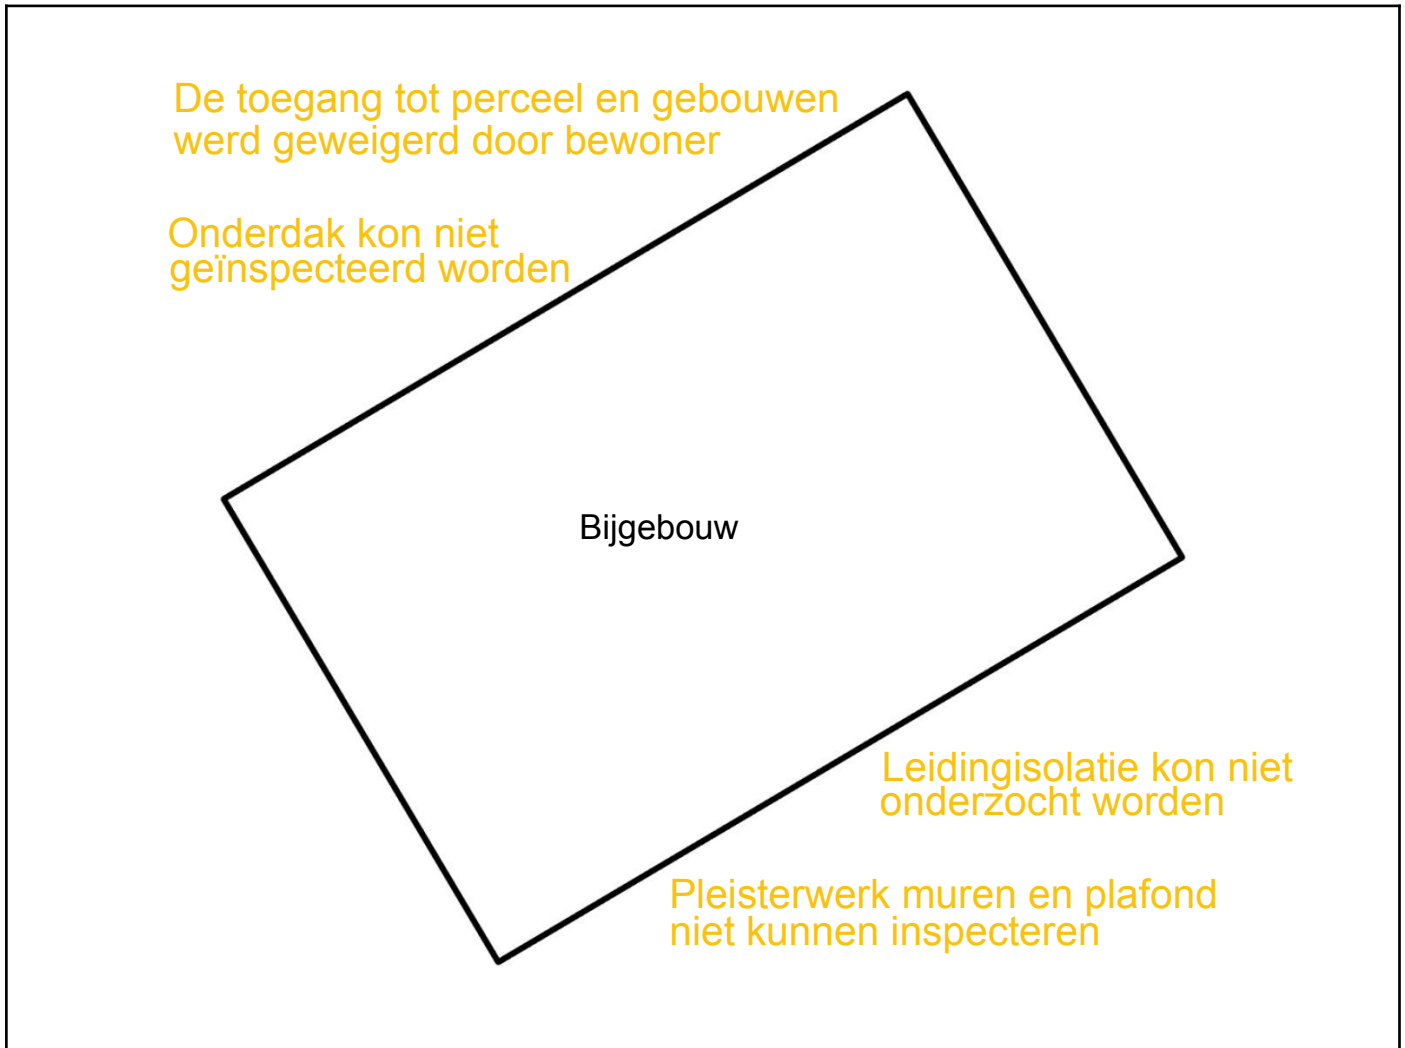 De toegang tot perceel en gebouwen
werd geweigerd door bewoner
Onderdak kon niet
geïnspecteerd worden
Bijgebouw
Leidingisolatie kon niet
onderzocht worden
Pleisterwerk muren en plafond
niet kunnen inspecteren